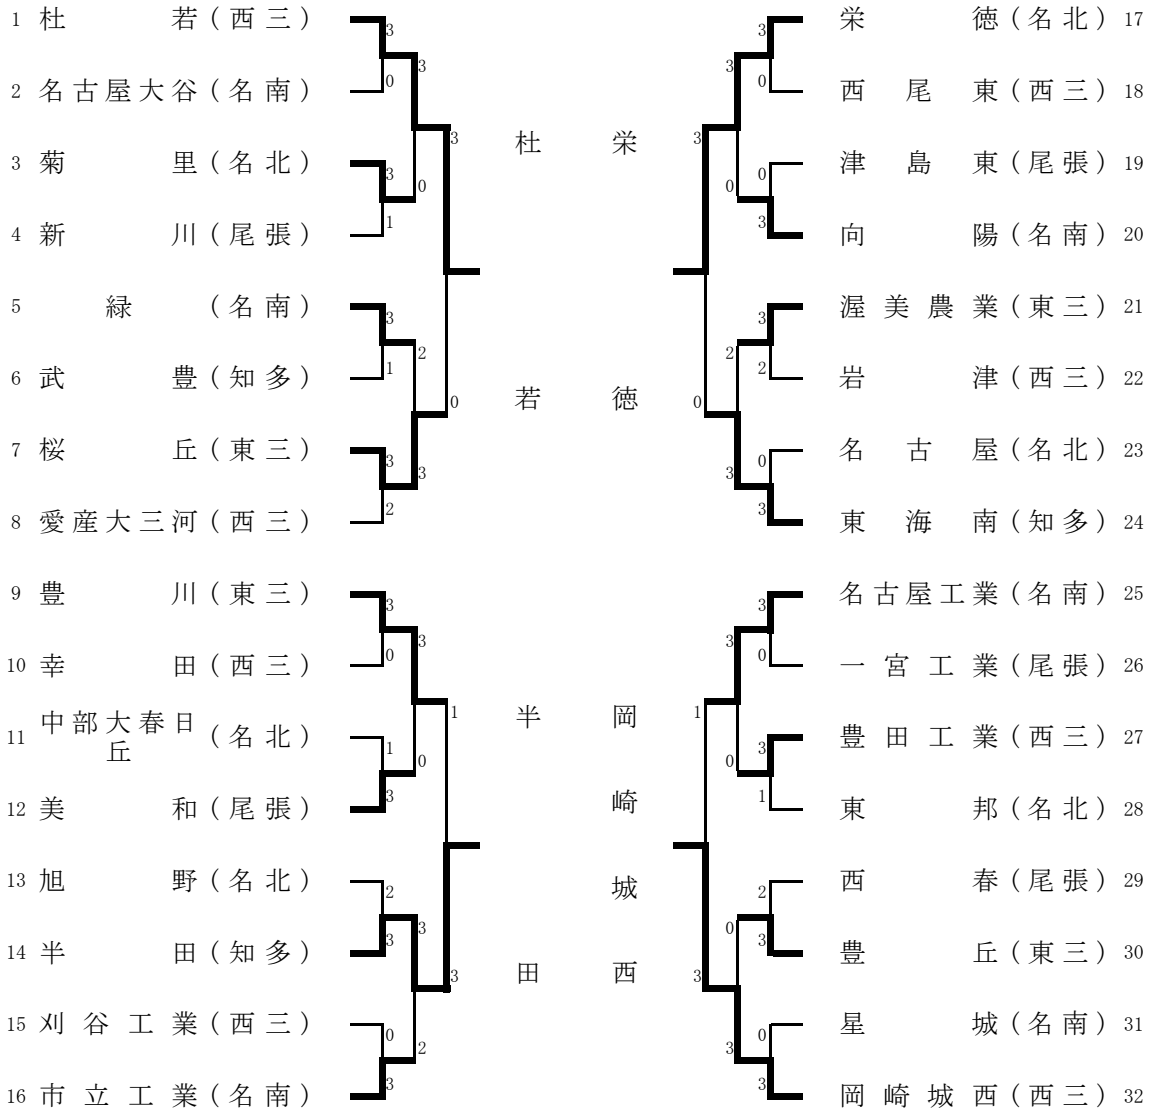 1 杜若(西三)
2 名古屋大谷(名南)
3 菊里(名北)
4 新川(尾張)
5 緑(名南)
6 武豊(知多)
7 桜丘(東三)
8 愛産大三河(西三)
9 豊川(東三)
10 幸田(西三)
11 中部大春日丘(名北)
12 美和(尾張)
13 旭野(名北)
14 半田(知多)
15 刈谷工業(西三)
16 市立工業(名南)
3
0
3
3
3
0
1
3
2
1
0
3
3
2
3
3
0
1
1
0
3
2
3
3
3
0
2
3
杜若
半田
栄徳
岡崎城西
3
3
0
3
0
0
3
3
2
2
0
0
3
3
3
0
3
1
3
0
1
2
0
3
3
0
3
3
栄徳(名北) 17
西尾東(西三) 18
津島東(尾張) 19
向陽(名南) 20
渥美農業(東三) 21
岩津(西三) 22
名古屋(名北) 23
東海南(知多) 24
名古屋工業(名南) 25
一宮工業(尾張) 26
豊田工業(西三) 27
東邦(名北) 28
西春(尾張) 29
豊丘(東三) 30
星城(名南) 31
岡崎城西(西三) 32